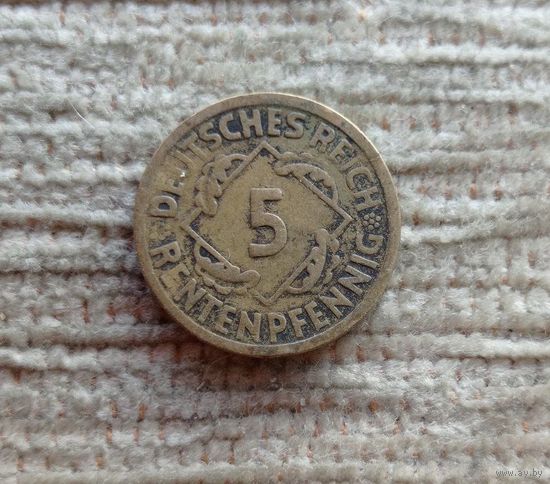 DEUTSCHES REICH
5
RENTENPFENNIG
www.ay.by